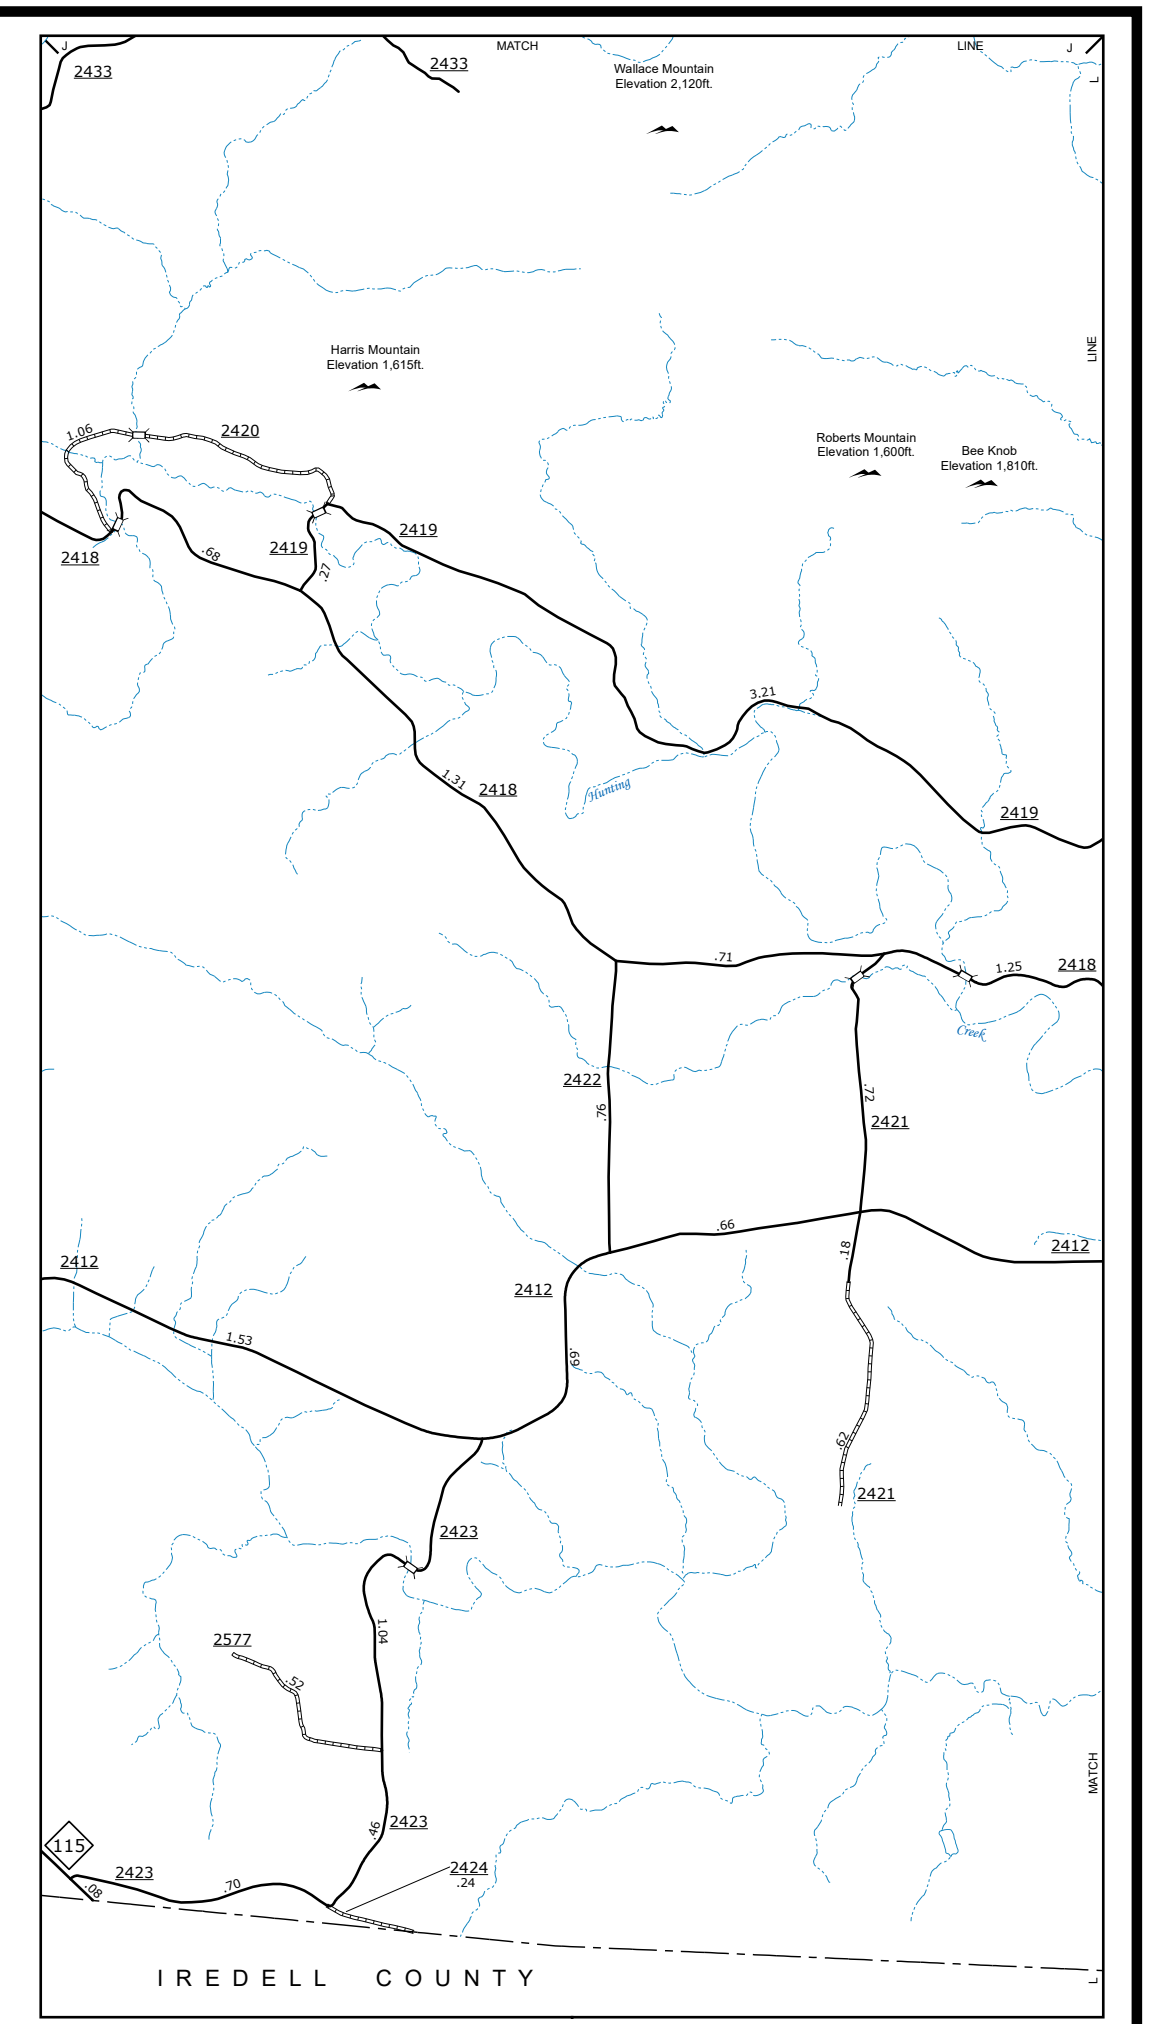 J
MATCH
LINE
J
2433
2433
Wallace Mountain
Elevation 2,120ft.
L
LINE
Harris Mountain
Elevation 1,615ft.
1.06
2420
Roberts Mountain
Elevation 1,600ft.
Bee Knob
Elevation 1,810ft.
2418
.68
2419
.27
2419
3.21
1.31
2418
Hunting
2419
.71
1.25
2418
Creek
2422
.76
.72
2421
.66
.18
2412
2412
2412
1.53
.69
.62
2421
2423
1.04
2577
.52
MATCH
.46
2423
115
2423
.08
.70
2424
.24
IREDELL COUNTY
L